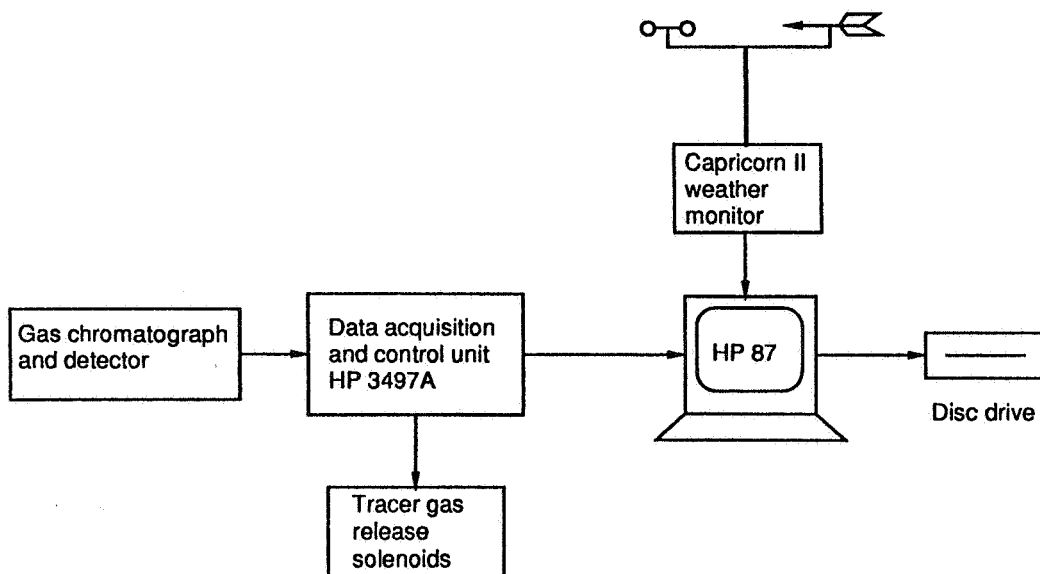 Capricorn II
weather
monitor
Gas chromatograph
and detector
Data acquisition
and control unit
HP 3497A
HP 87
Disc drive
Tracer gas
release
solenoids